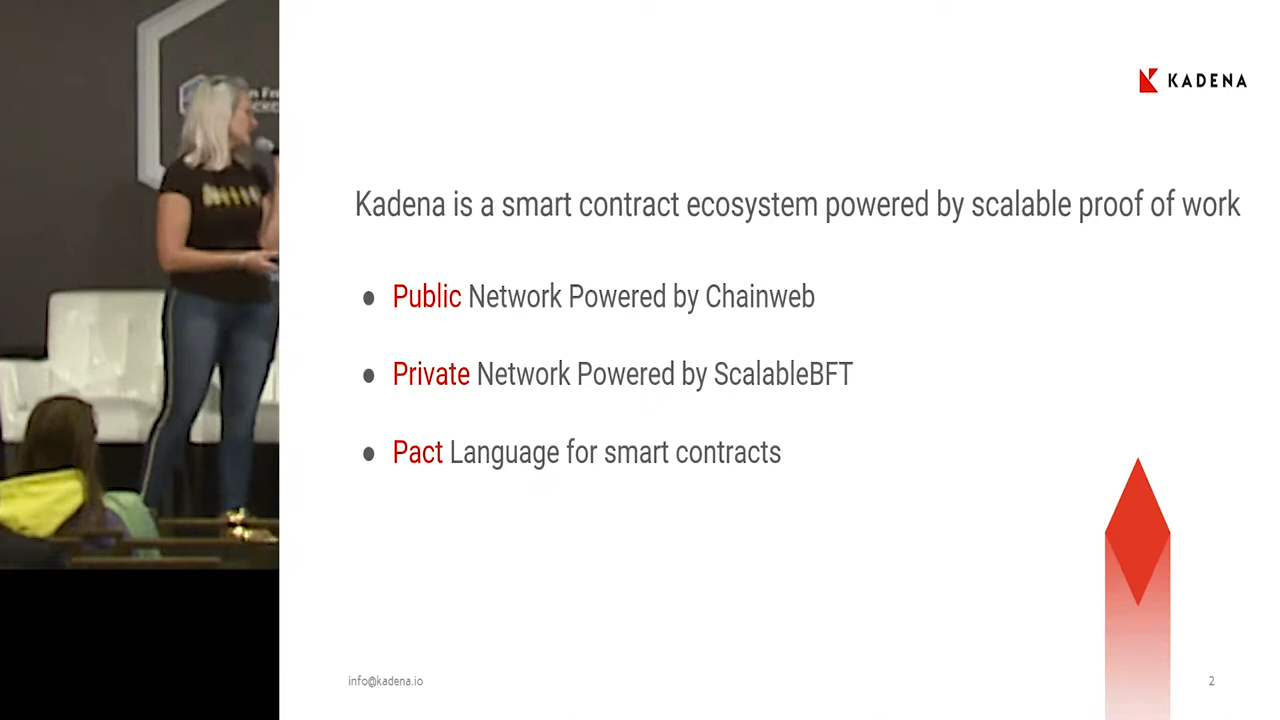 KADENA
Kadena is a smart contract ecosystem powered by scalable proof of work
● Public Network Powered by Chainweb
● Private Network Powered by ScalableBFT
● Pact Language for smart contracts
info@kadena.io
2